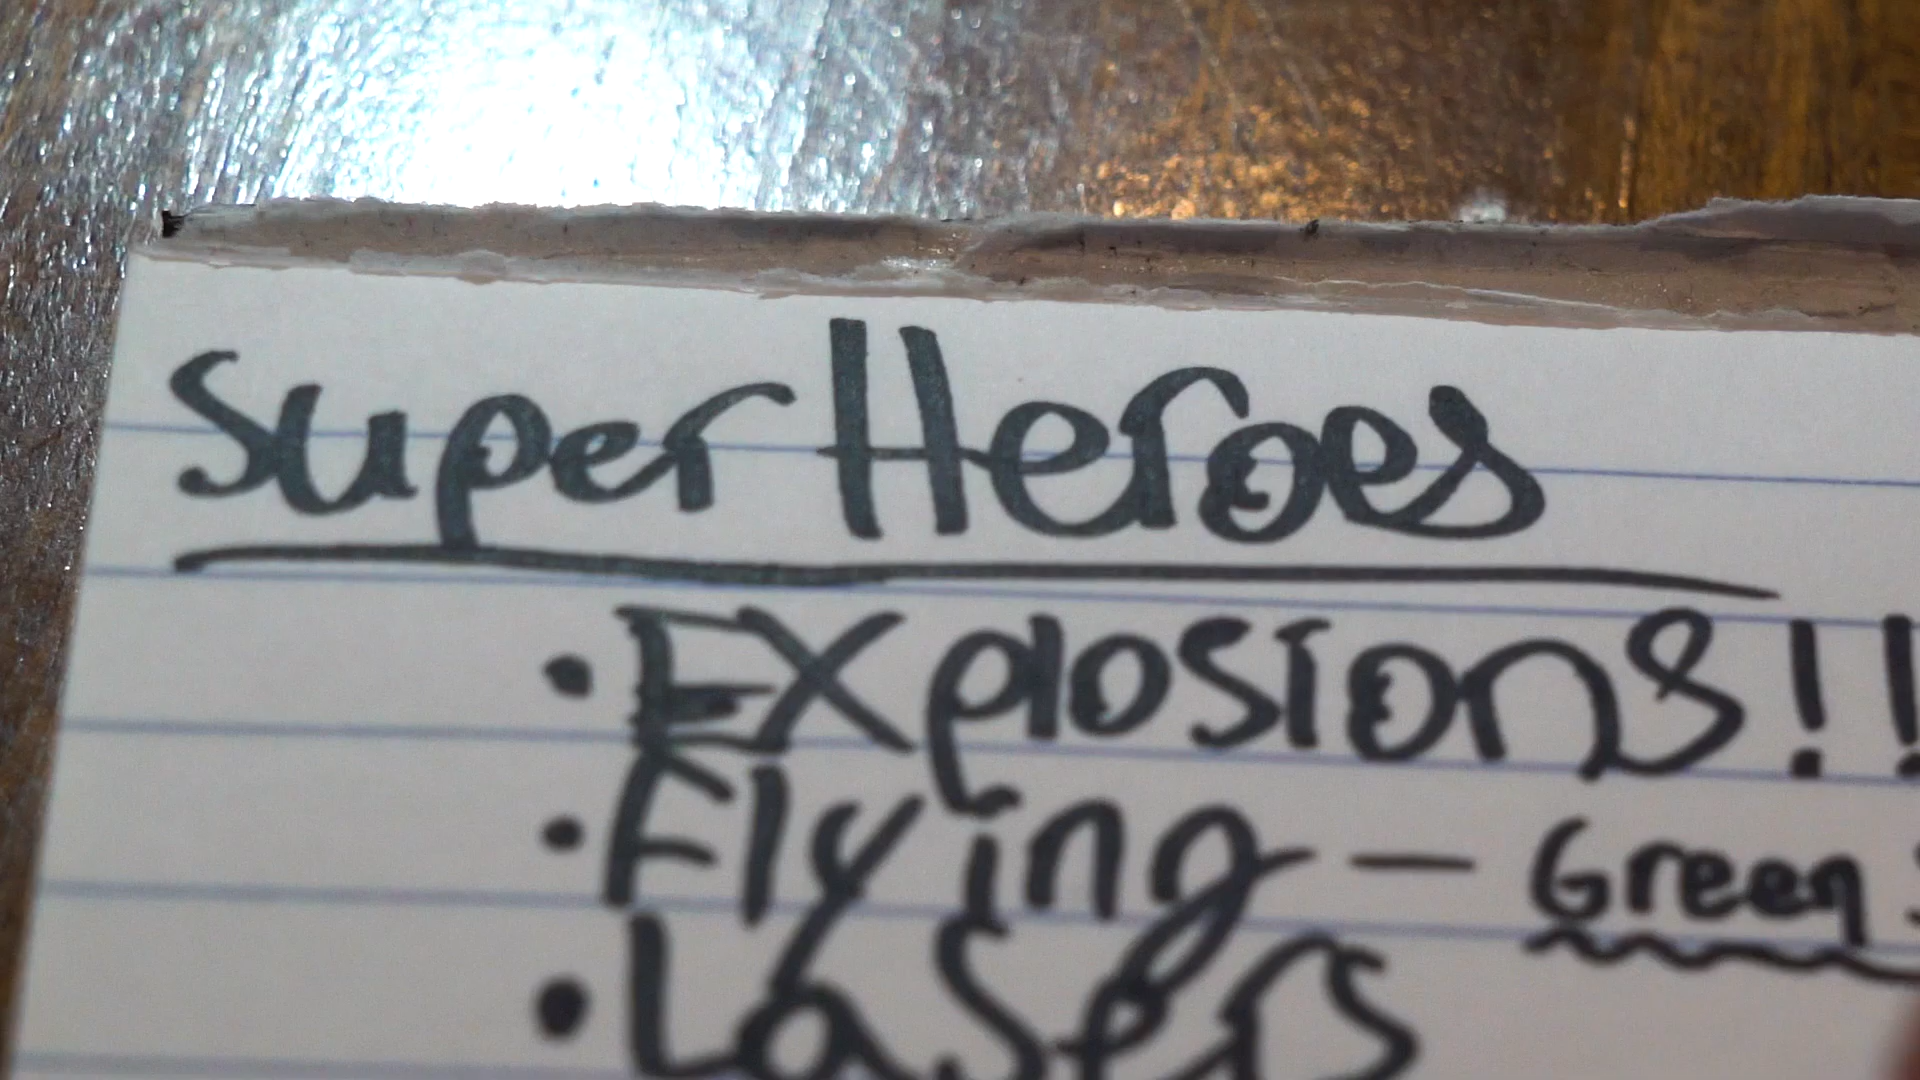 Super Heroes
• Explosions!!
• Flying — Green
• Lasers